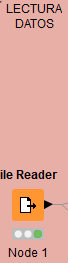 LECTURA
DATOS
ile Reader
Node 1